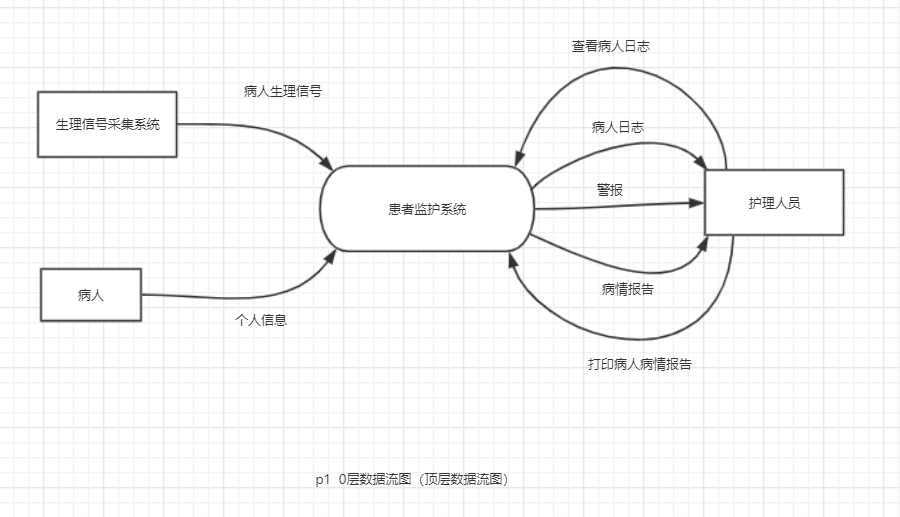 查看病人日志
病人生理信号
生理信号采集系统
病人日志
警报
患者监护系统
护理人员
病人
病情报告
个人信息
打印病人病情报告
p1  0层数据流图（顶层数据流图）